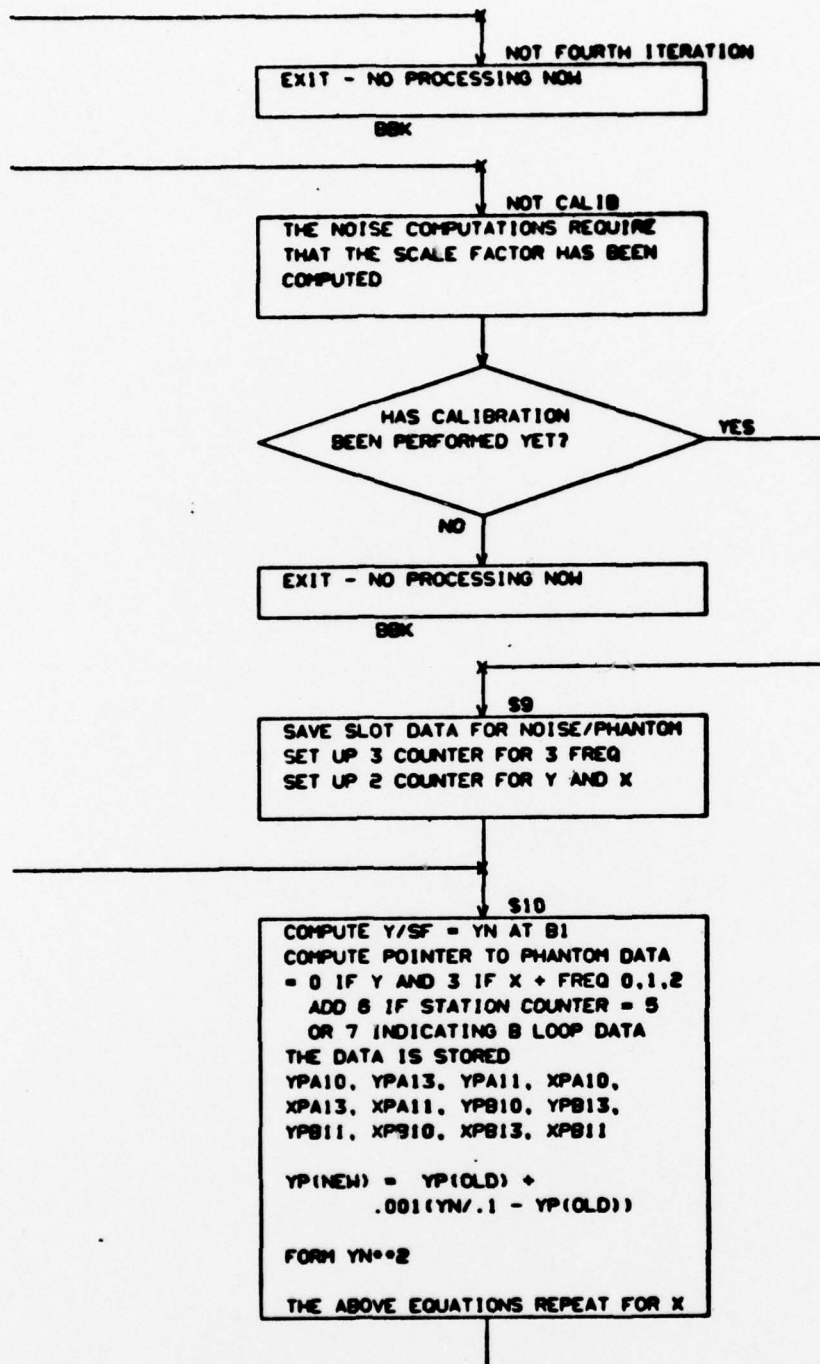 NOT FOURTH ITERATION
EXIT - NO PROCESSING NOW
BBK
NOT CALIB
THE NOISE COMPUTATIONS REQUIRE
THAT THE SCALE FACTOR HAS BEEN
COMPUTED
HAS CALIBRATION
BEEN PERFORMED YET?
YES
NO
EXIT - NO PROCESSING NOW
BBK
S9
SAVE SLOT DATA FOR NOISE/PHANTOM
SET UP 3 COUNTER FOR 3 FREQ
SET UP 2 COUNTER FOR Y AND X
S10
COMPUTE Y/SF = YN AT B1
COMPUTE POINTER TO PHANTOM DATA
= 0 IF Y AND 3 IF X + FREQ 0,1,2
ADD 6 IF STATION COUNTER = 5
OR 7 INDICATING B LOOP DATA
THE DATA IS STORED
YPA10, YPA13, YPA11, XPA10,
XPA13, XPA11, YPB10, YPB13,
YPB11, XPB10, XPB13, XPB11
YP(NEW) = YP(OLD) +
.001(YN/.1 - YP(OLD))
FORM YN**2
THE ABOVE EQUATIONS REPEAT FOR X